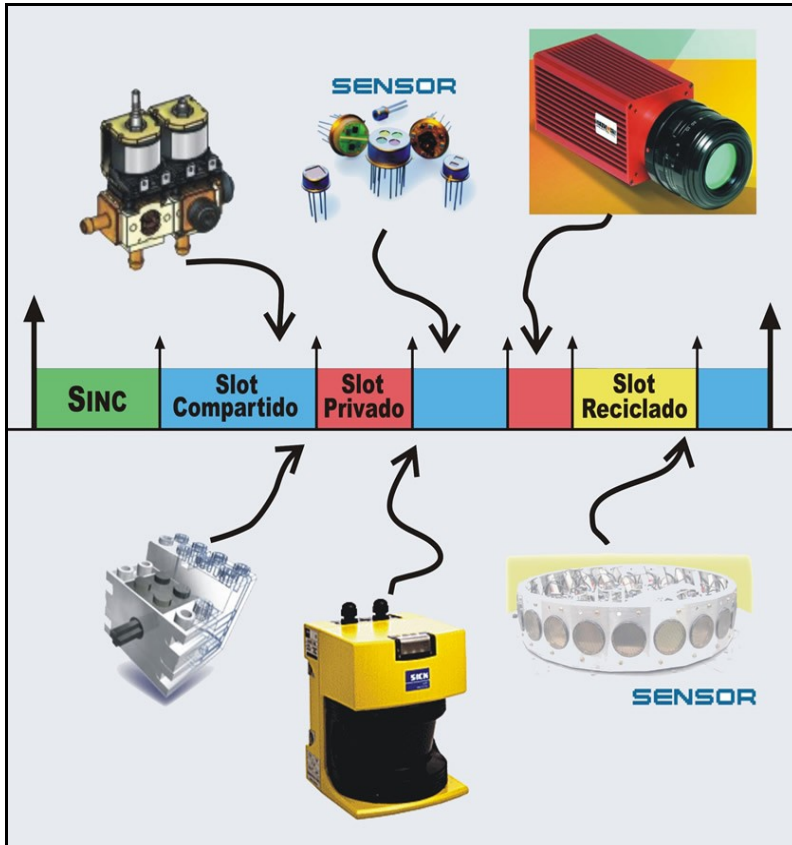 SENSOR
SINC
Slot
Compartido
Slot
Privado
Slot
Reciclado
SICK
SENSOR